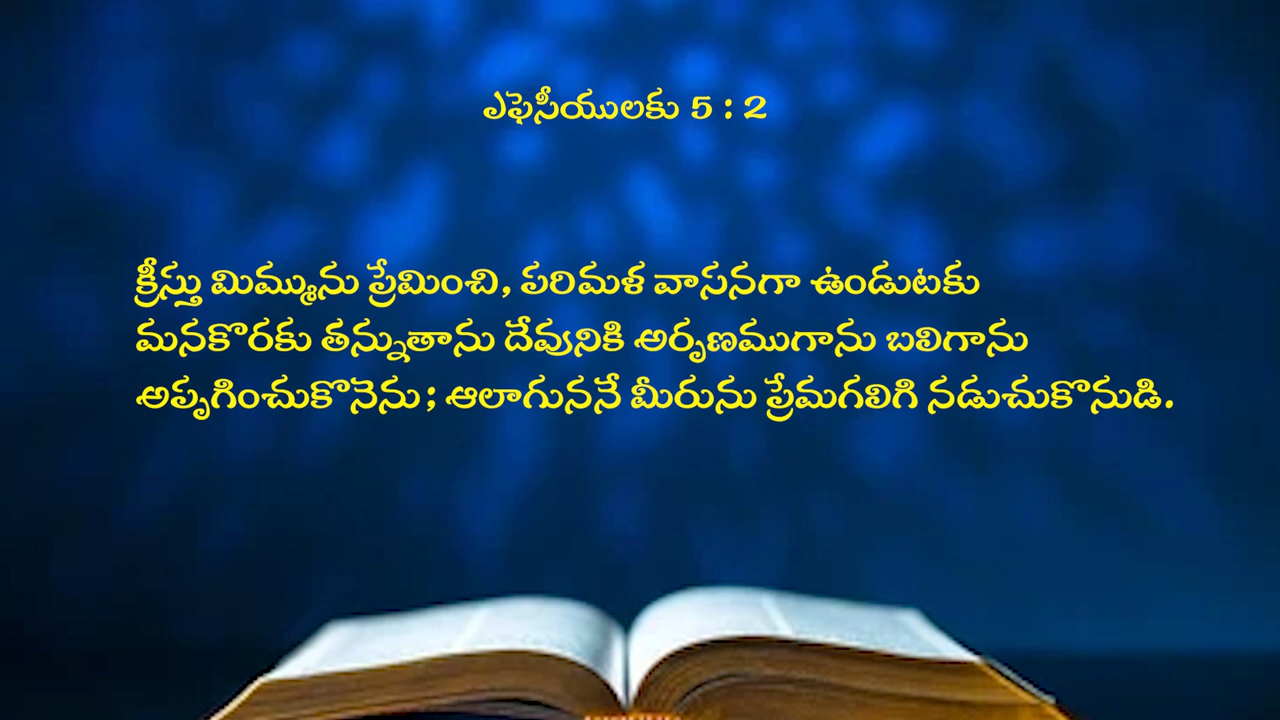 ఎఫెసీయులకు 5 : 2
క్రీస్తు మిమ్మును ప్రేమించి, పరిమళ వాసనగా ఉండుటకు
మనకొరకు తన్నుతాను దేవునికి అర్పణముగాను బలిగాను
అప్పగించుకొనెను; ఆలాగుననే మీరును ప్రేమగలిగి నడుచుకొనుడి.